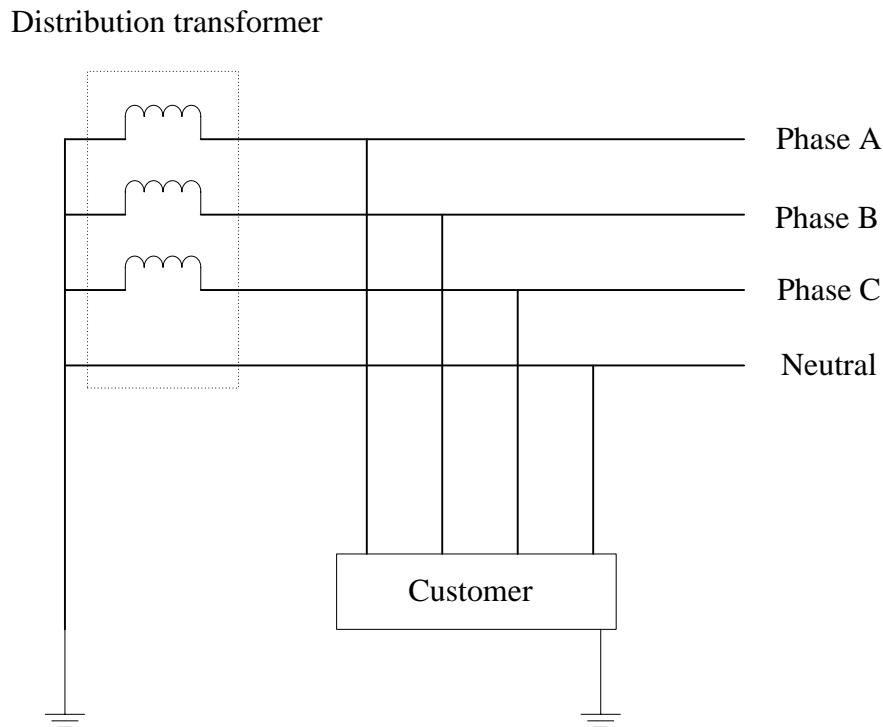 Distribution transformer
Phase A
Phase B
Phase C
Neutral
Customer